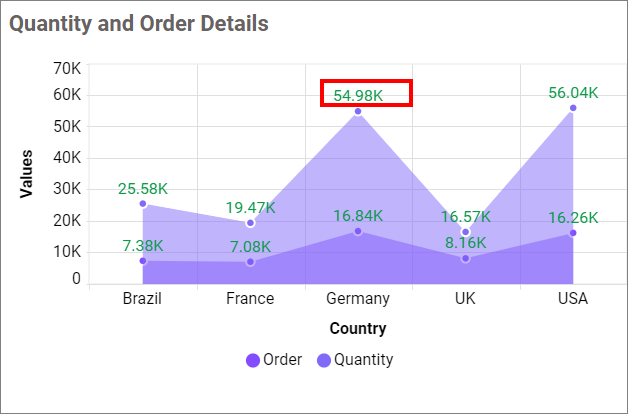 Quantity and Order Details
70K
60K
50K
40K
30K
20K
10K
0
Values
25.58K
19.47K
54.98K
16.57K
56.04K
7.38K
7.08K
16.84K
8.16K
16.26K
Brazil
France
Germany
UK
USA
Country
Order
Quantity